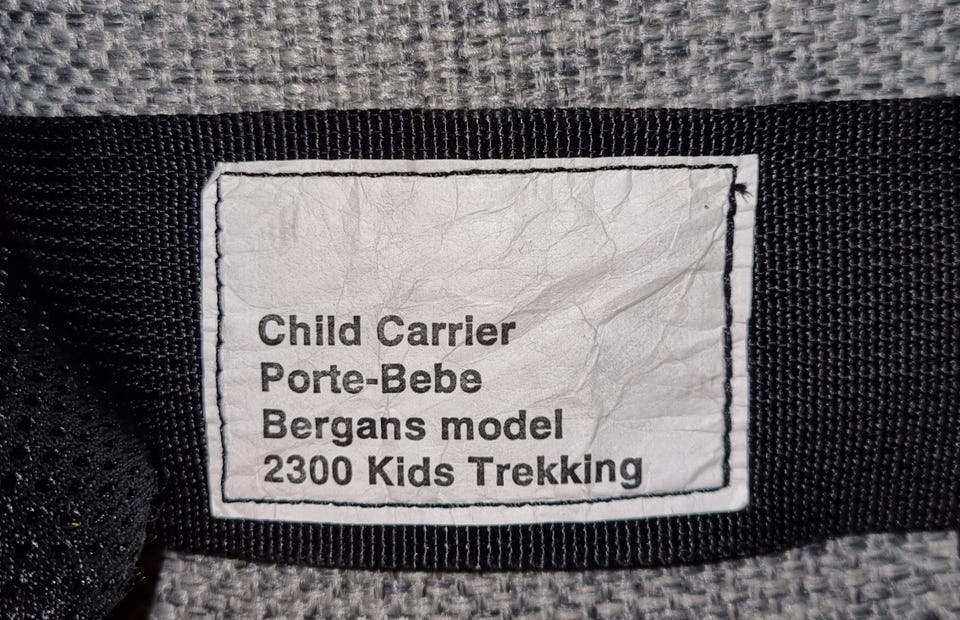 Child Carrier
Porte-Bebe
Bergans model
2300 Kids Trekking